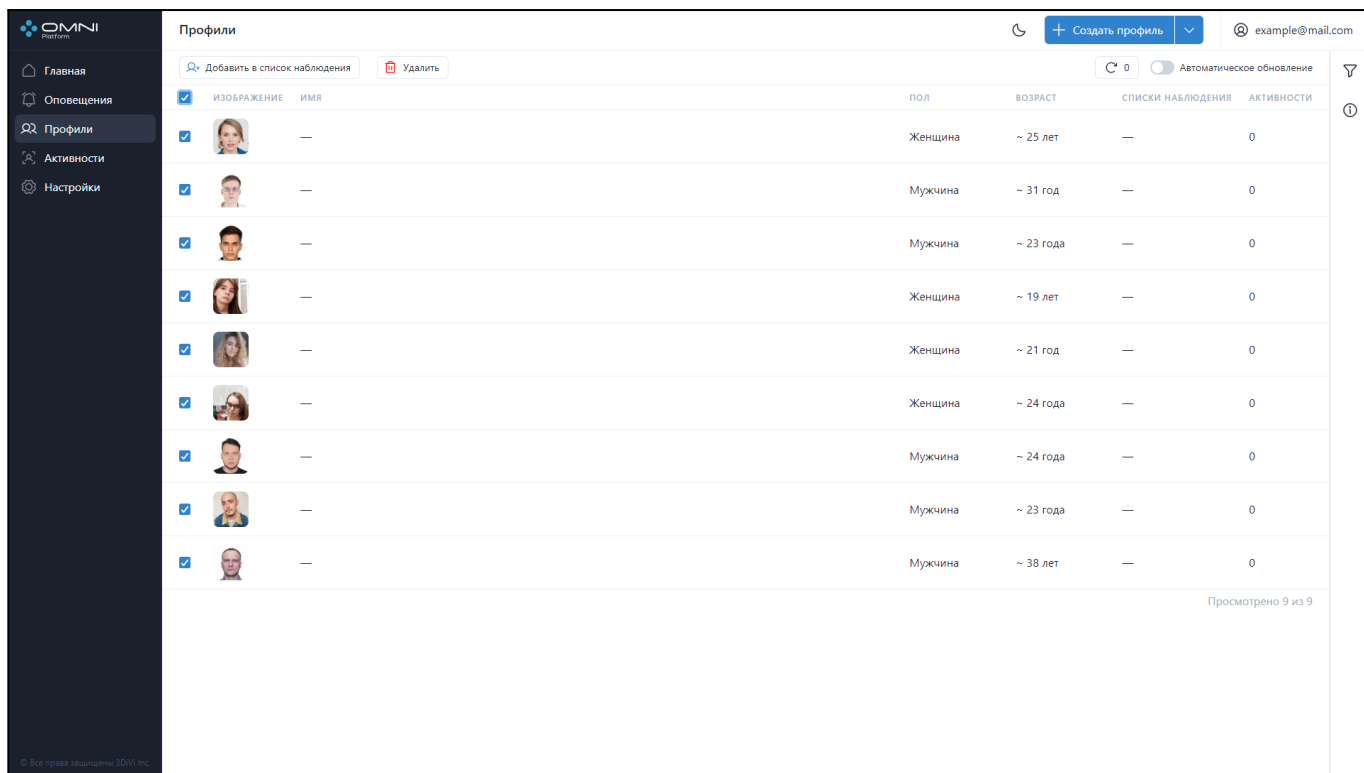 OMNI
Platform
Профили
Создать профиль
example@mail.com
Главная
Оповещения
Профили
Активности
Настройки
Добавить в список наблюдения
Удалить
0
Автоматическое обновление
ИЗОБРАЖЕНИЕ ИМЯ ПОЛ ВОЗРАСТ СПИСКИ НАБЛЮДЕНИЯ АКТИВНОСТИ
— Женщина ~ 25 лет — 0
— Мужчина ~ 31 год — 0
— Мужчина ~ 23 года — 0
— Женщина ~ 19 лет — 0
— Женщина ~ 21 год — 0
— Женщина ~ 24 года — 0
— Мужчина ~ 24 года — 0
— Мужчина ~ 23 года — 0
— Мужчина ~ 38 лет — 0
Просмотрено 9 из 9
© Все права защищены 3DiVi Inc.